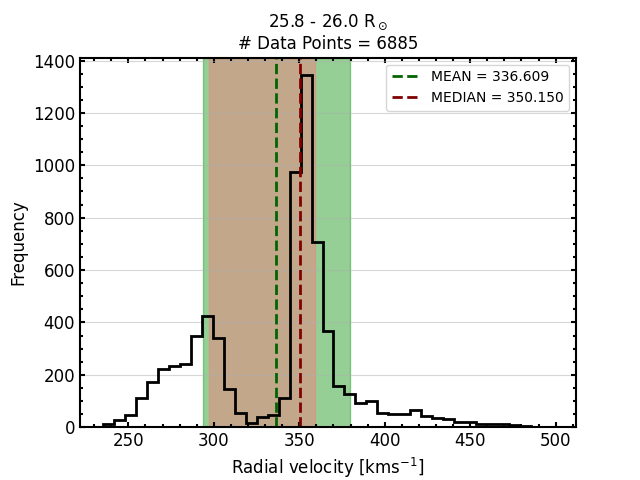 25.8 - 26.0 R⊙
# Data Points = 6885
MEAN = 336.609
MEDIAN = 350.150
Frequency
1400
1200
1000
800
600
400
200
0
250 300 350 400 450 500
Radial velocity [kms⁻¹]